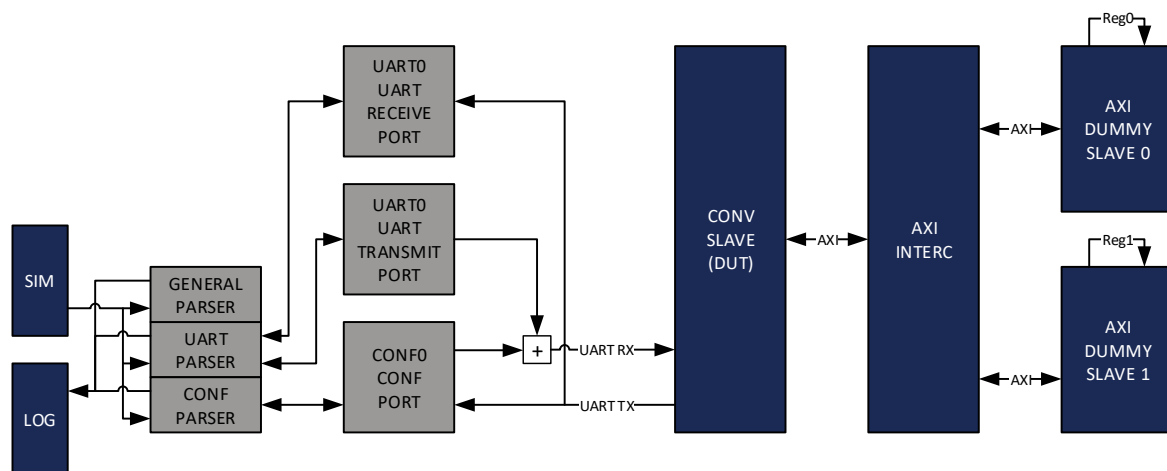 SIM
LOG
GENERAL
PARSER
UART
PARSER
CONF
PARSER
UART0
UART
RECEIVE
PORT
UART0
UART
TRANSMIT
PORT
CONF0
CONF
PORT
+
UART RX
UART TX
CONV
SLAVE
(DUT)
AXI
AXI
INTERC
AXI
AXI
Reg0
AXI
DUMMY
SLAVE 0
Reg1
AXI
DUMMY
SLAVE 1